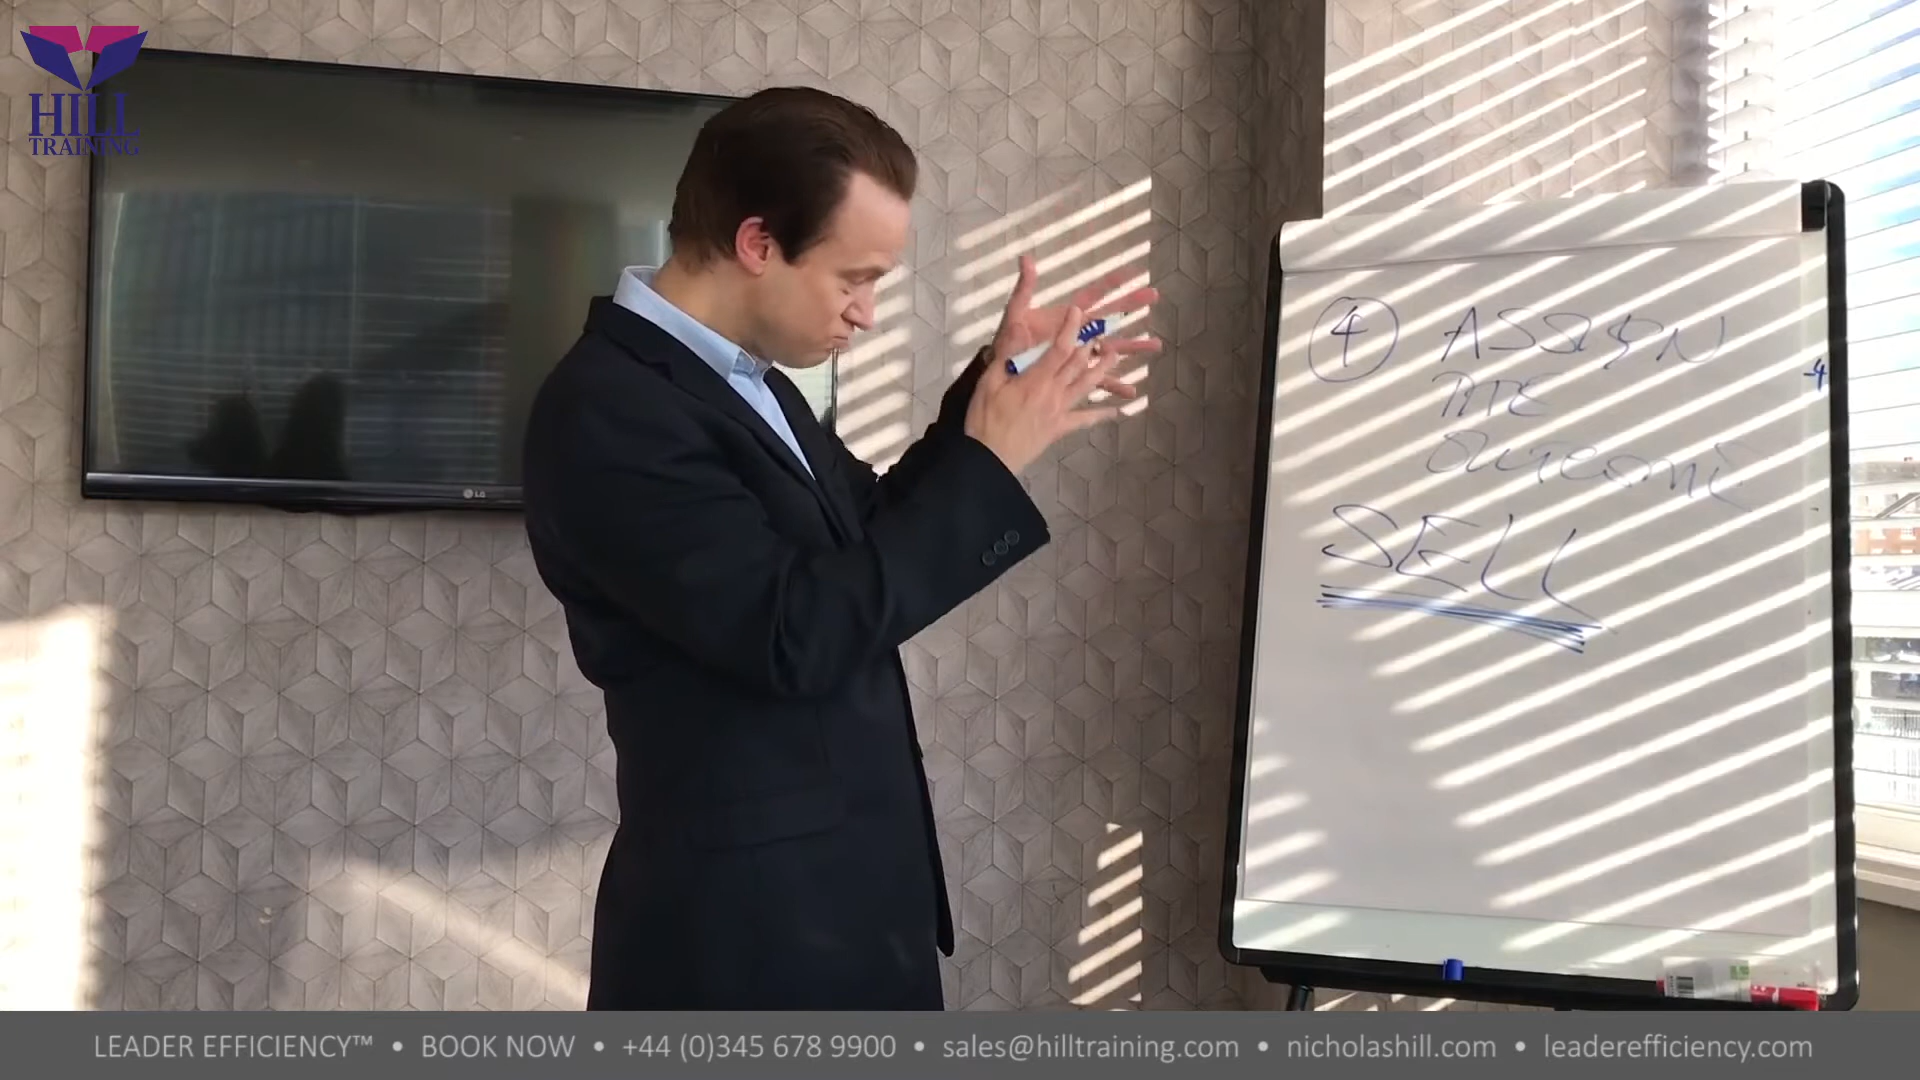 HILL
TRAINING
LG
④ ASSIGN
THE
OUTCOME
SELL
-4
LEADER EFFICIENCY™ • BOOK NOW • +44 (0)345 678 9900 • sales@hilltraining.com • nicholashill.com • leaderefficiency.com